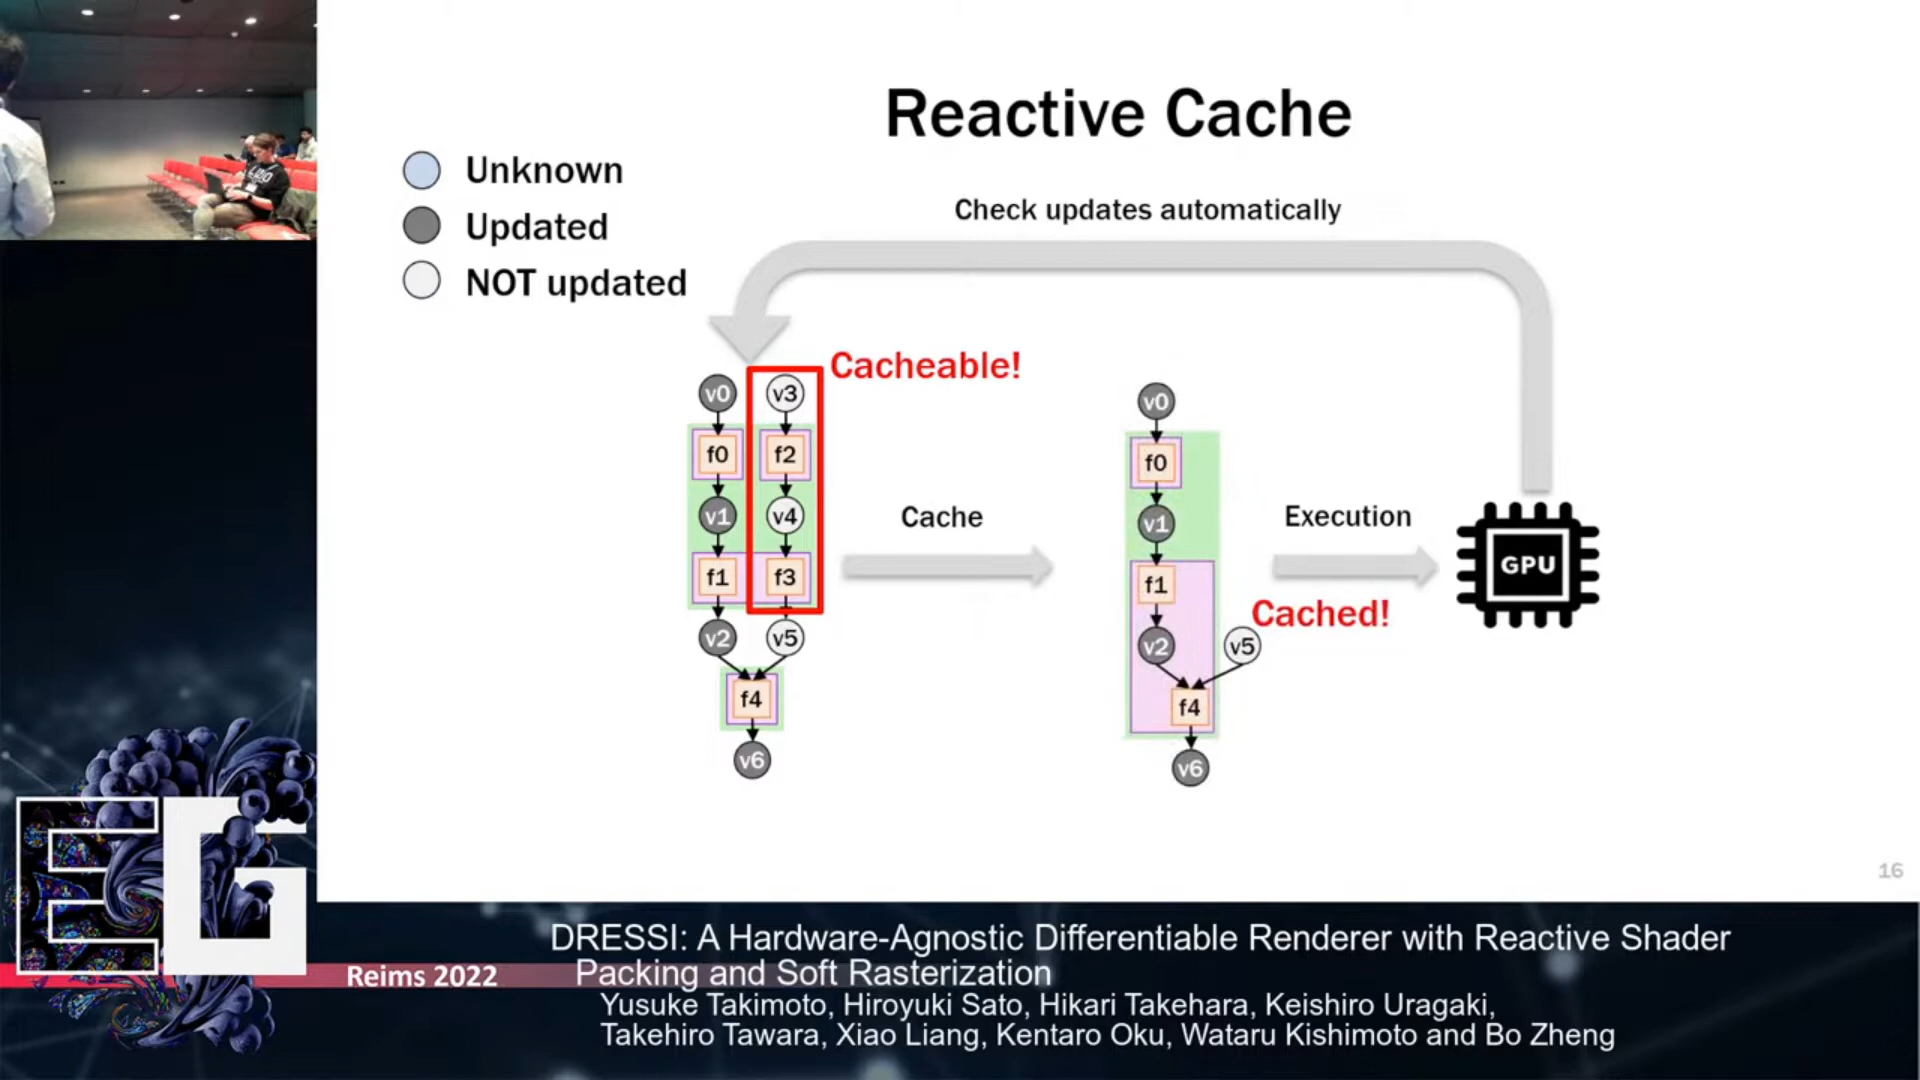 Reactive Cache
Unknown
Updated
NOT updated
Check updates automatically
Cacheable!
v0
v3
f0
f2
v1
v4
f1
f3
v2
v5
f4
v6
Cache
v0
f0
v1
f1
v2
v5
f4
v6
Execution
Cached!
GPU
16
EG
Reims 2022
DRESSI: A Hardware-Agnostic Differentiable Renderer with Reactive Shader
Packing and Soft Rasterization
Yusuke Takimoto, Hiroyuki Sato, Hikari Takehara, Keishiro Uragaki,
Takehiro Tawara, Xiao Liang, Kentaro Oku, Wataru Kishimoto and Bo Zheng